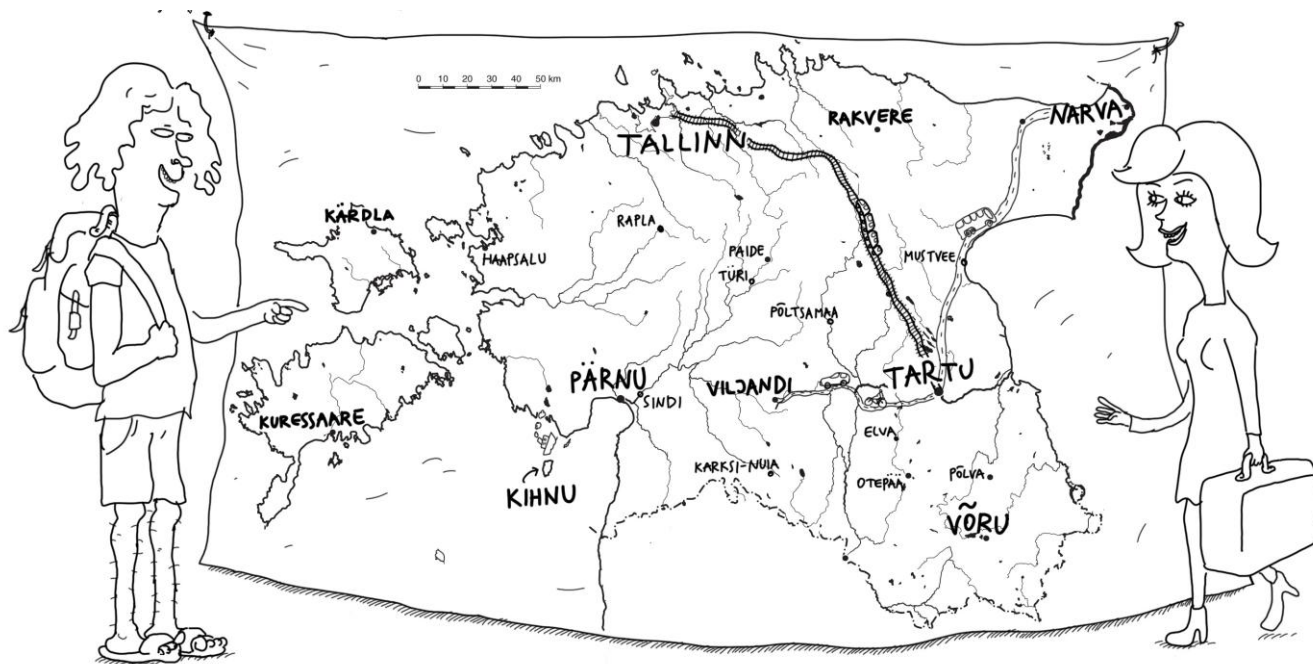 0 10 20 30 40 50 km
TALLINN
RAKVERE
NARVA
KÄRDLA
HAAPSALU
RAPLA
PAIDE
TÜRI
MUSTVEE
PÕLTSAMAA
PÄRNU
SINDI
VILJANDI
TARTU
KURESSAARE
ELVA
KARKSI-NUIA
OTEPÄÄ
PÕLVA
KIHNU
VÕRU